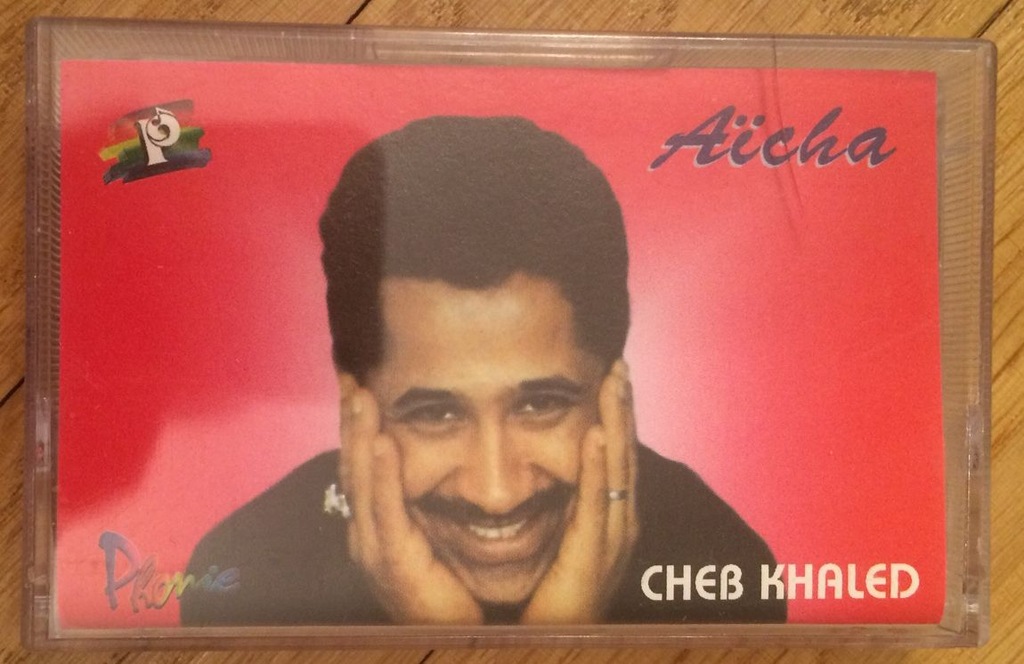 P
Aïcha
Phonie
CHEB KHALED